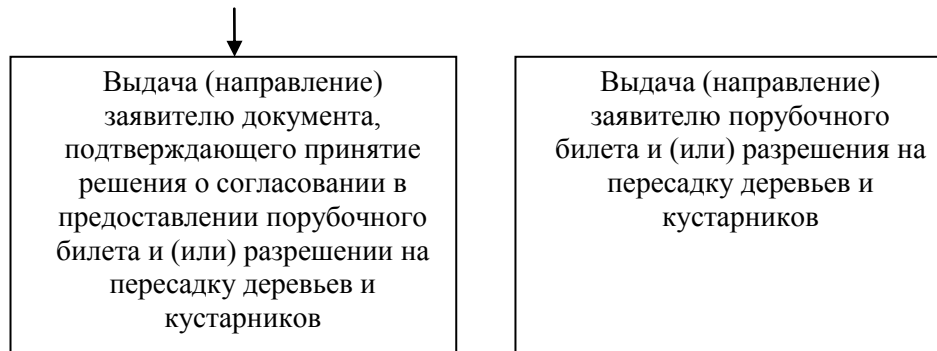 Выдача (направление)
заявителю документа,
подтверждающего принятие
решения о согласовании в
предоставлении порубочного
билета и (или) разрешении на
пересадку деревьев и
кустарников
Выдача (направление)
заявителю порубочного
билета и (или) разрешения на
пересадку деревьев и
кустарников